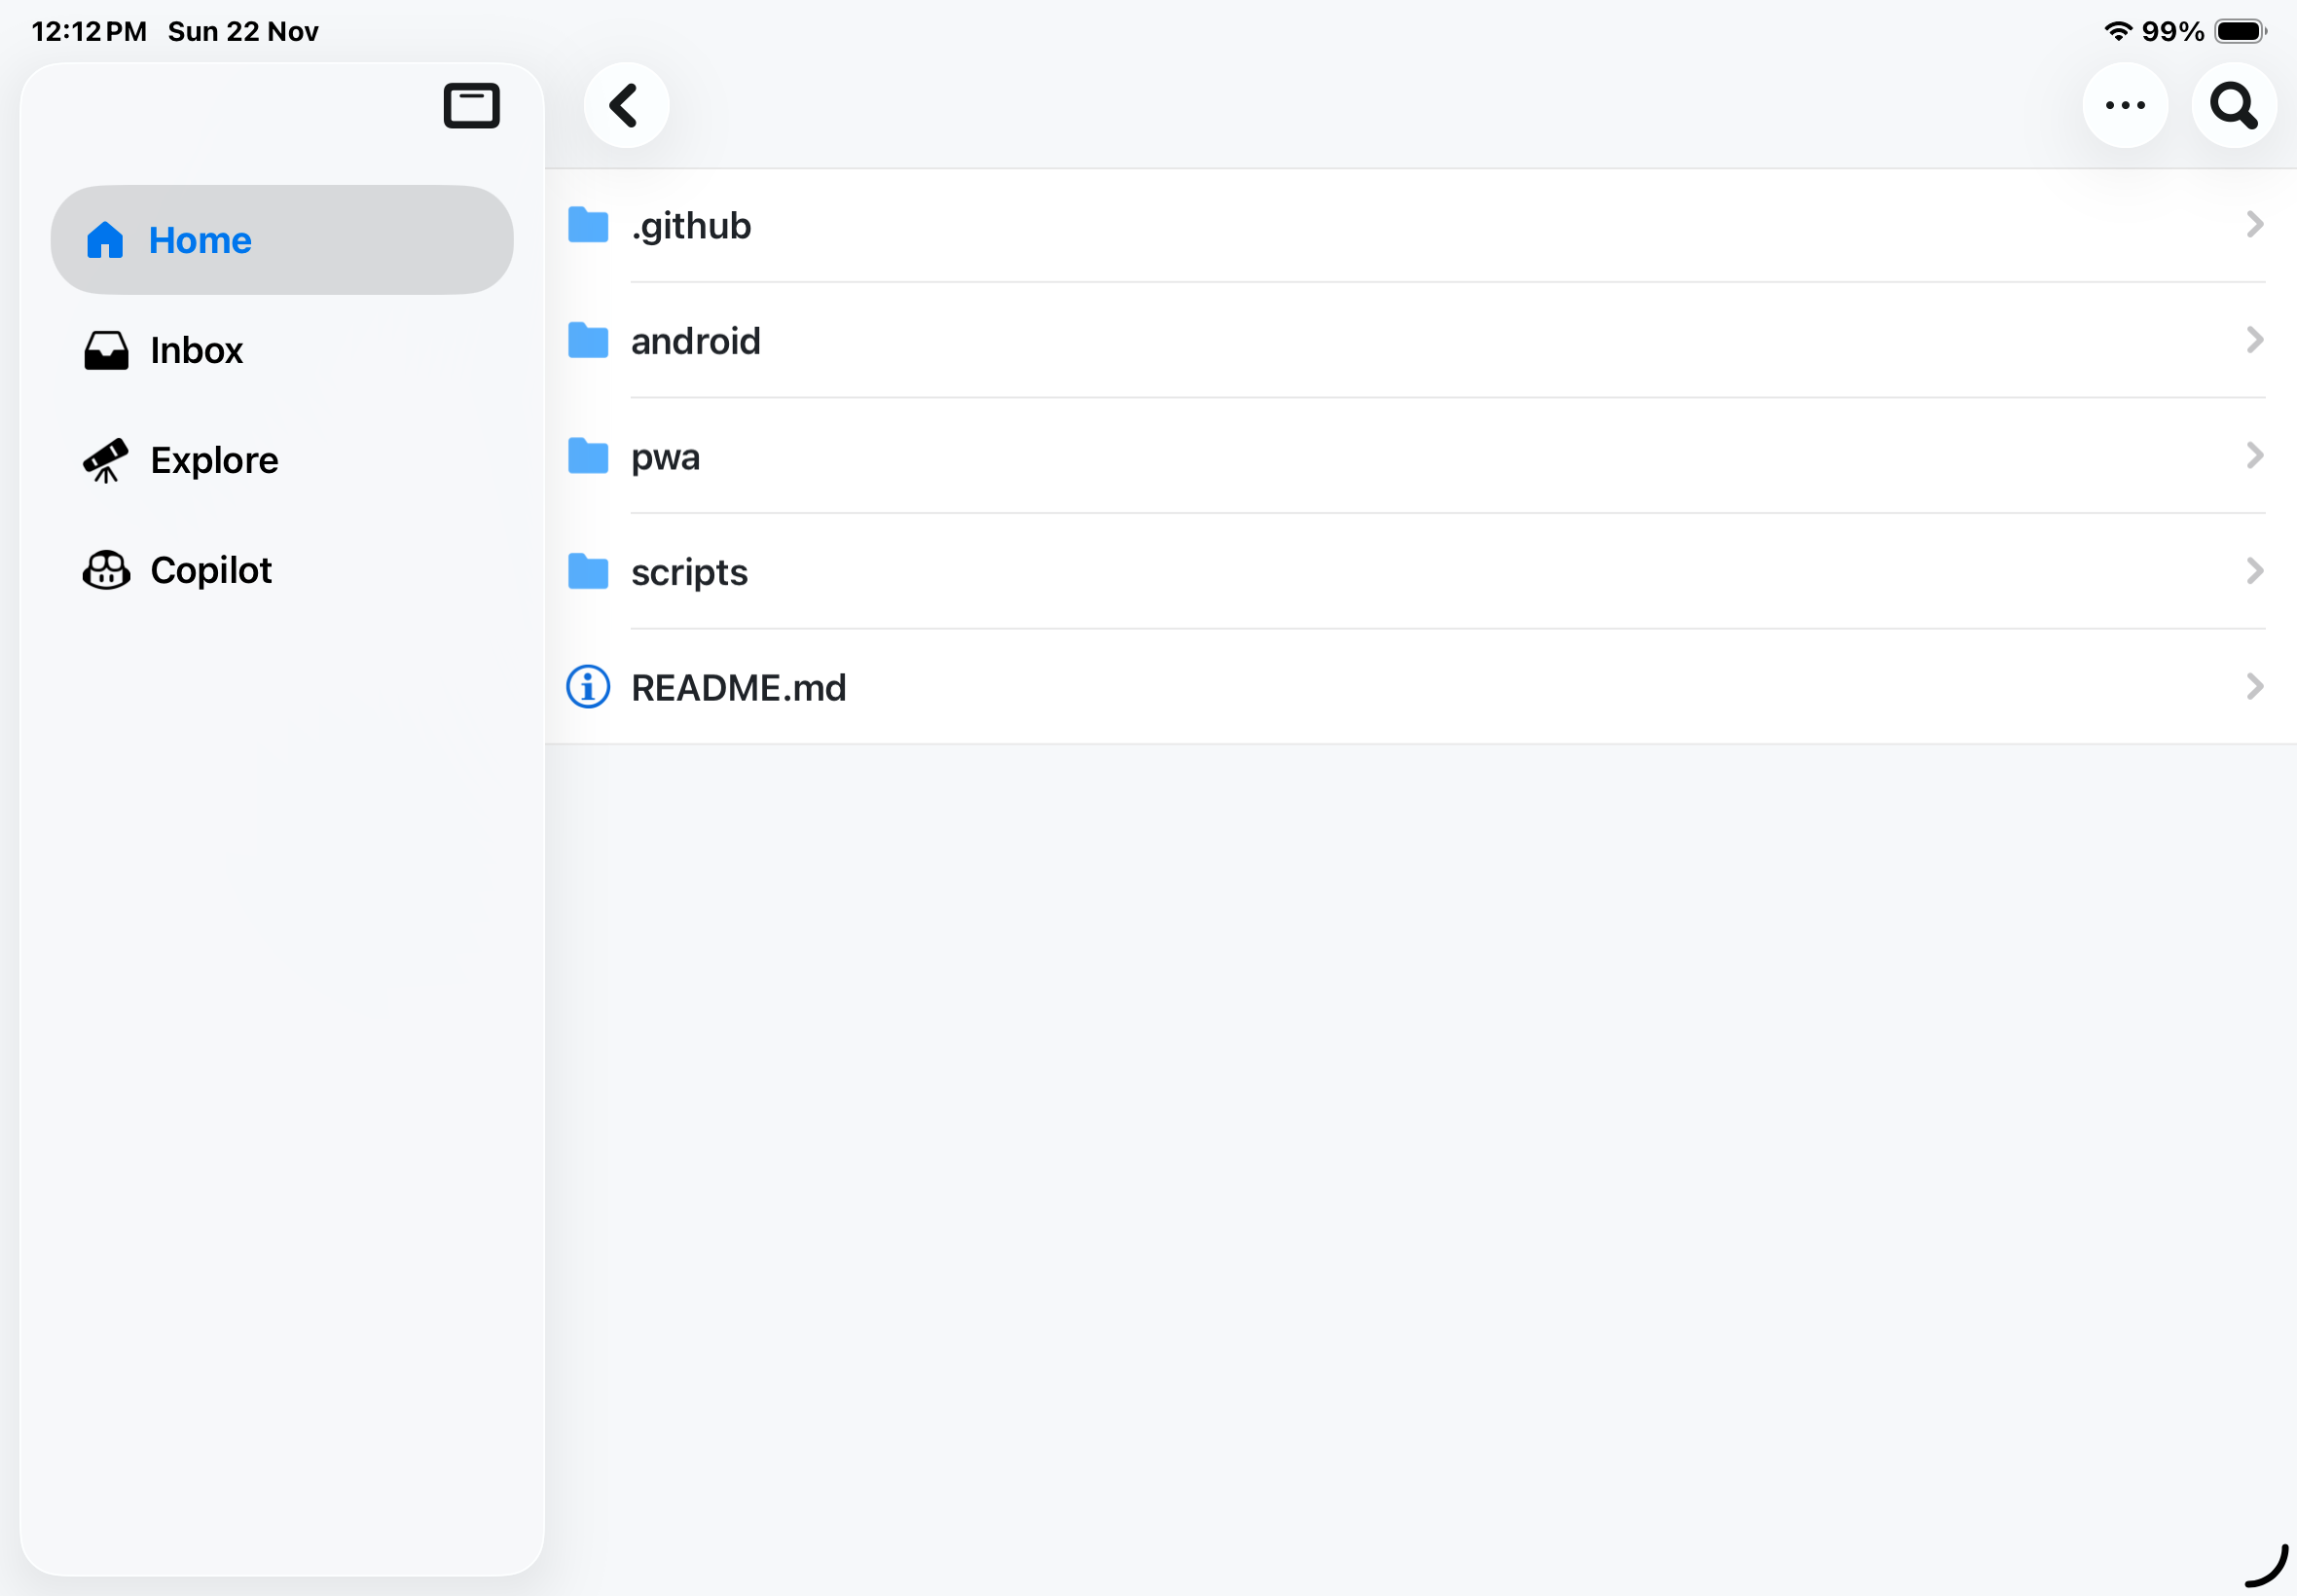 12:12 PM Sun 22 Nov
99%
Home
Inbox
Explore
Copilot
.github
android
pwa
scripts
README.md